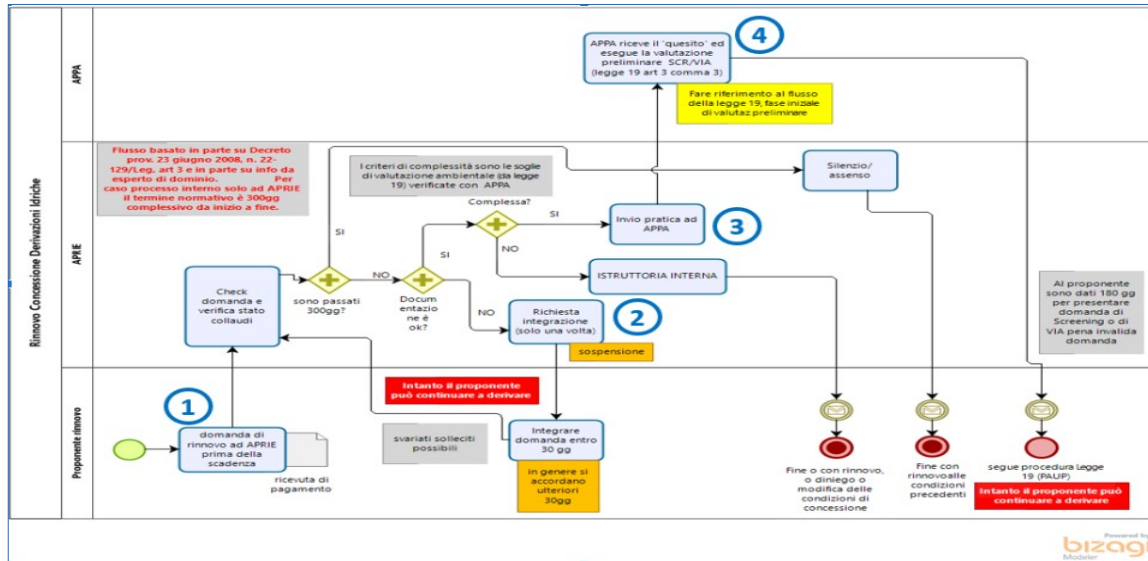 Rinnovo Concessione Derivazioni Idriche
APPA
APPA riceve il 'quesito' ed
esegue la valutazione
preliminare SCR/VIA
(legge 19 art 3 comma 3)
4
Fare riferimento al flusso
della legge 19, fase iniziale
di valutaz preliminare
APRIE
Flusso basato in parte su Decreto
prov. 23 giugno 2008, n. 22-
129/Leg, art 3 e in parte su info da
esperto di dominio. Per
caso processo interno solo ad APRIE
il termine normativo è 300gg
complessivo da inizio a fine.
I criteri di complessità sono le soglie
di valutazione ambientale (da legge
19) verificate con APPA
Silenzio/
assenso
Complessa?
SI
SI
SI
Invio pratica ad
APPA
3
NO
Check
domanda e
verifica stato
collaudi
sono passati
300gg?
NO
Docum
entazio
ne è
ok?
NO
ISTRUTTORIA INTERNA
Richiesta
integrazione
(solo una volta)
2
sospensione
Al proponente
sono dati 180 gg
per presentare
domanda di
Screening o di
VIA pena invalida
domanda
Proponente rinnovo
1
domanda di
rinnovo ad APRIE
prima della
scadenza
ricevuta di
pagamento
Intanto il proponente
può continuare a derivare
svariati solleciti
possibili
Integrare
domanda entro
30 gg
in genere si
accordano
ulteriori
30gg
Fine o con rinnovo,
o diniego o
modifica delle
condizioni di
concessione
Fine con
rinnovoalle
condizioni
precedenti
segue procedura Legge
19 (PAUP)
Intanto il proponente può
continuare a derivare
Powered by
bizagi
Modeler